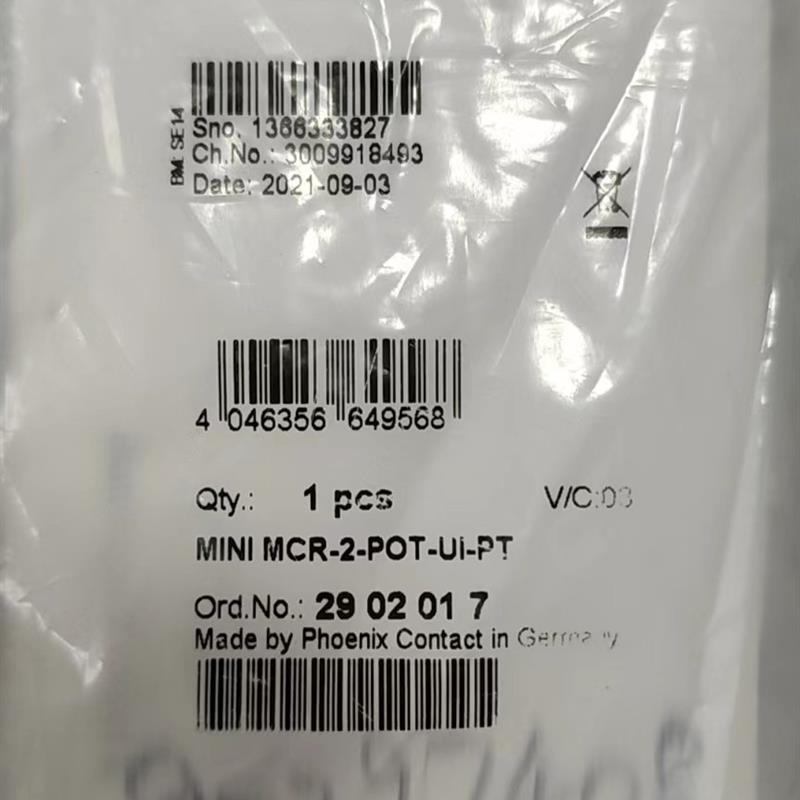 BM: SE14
Sno. 1366333827
Ch.No.: 3009918493
Date: 2021-09-03
4 046356 649568
Qty.: 1 pcs V/C:03
MINI MCR-2-POT-UI-PT
Ord.No.: 29 02 01 7
Made by Phoenix Contact in Germany